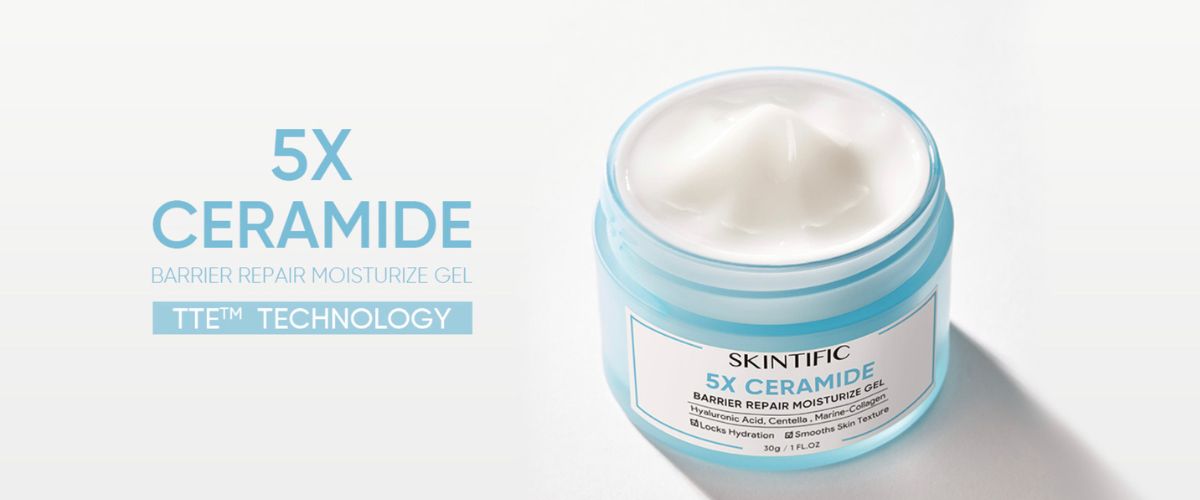 5X
CERAMIDE
BARRIER REPAIR MOISTURIZE GEL
TTE™ TECHNOLOGY
SKINTIFIC
5X CERAMIDE
BARRIER REPAIR MOISTURIZE GEL
Hyaluronic Acid, Centella , Marine-Collagen
☑Locks Hydration ☑Smooths Skin Texture
30g / 1 FL.OZ